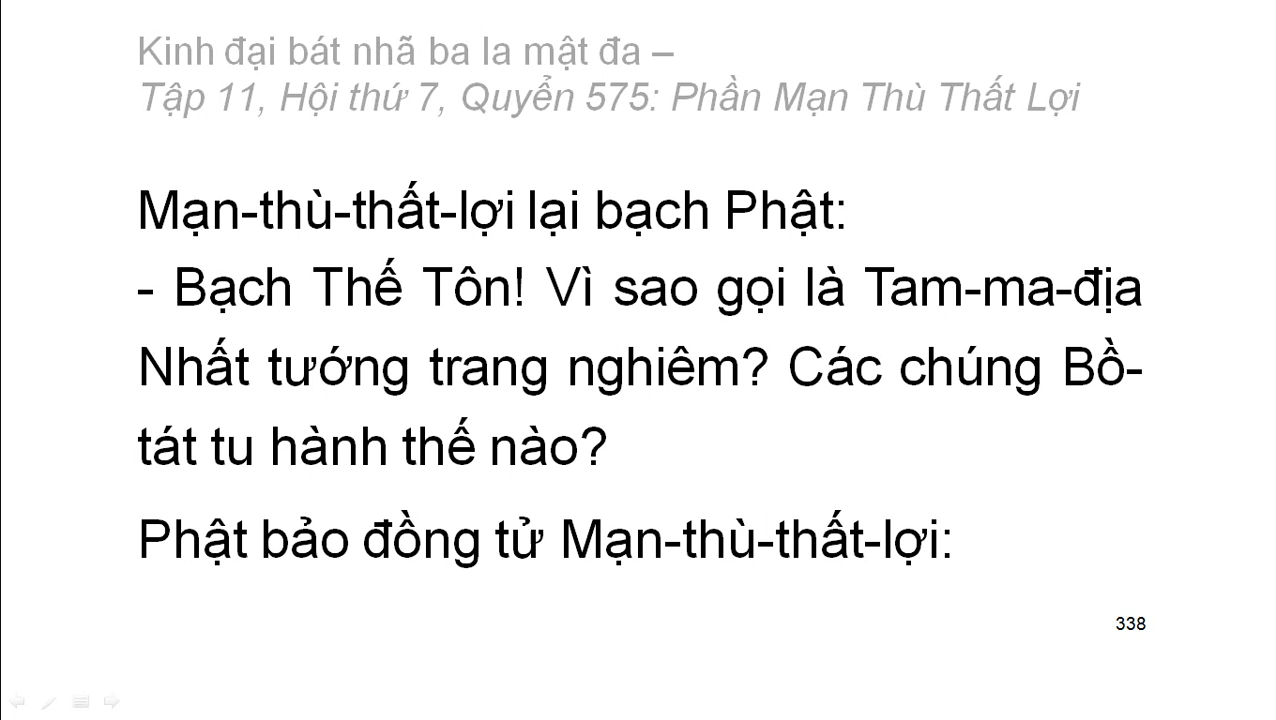 Kinh đại bát nhã ba la mật đa –
Tập 11, Hội thứ 7, Quyển 575: Phần Mạn Thù Thất Lợi
Mạn-thù-thất-lợi lại bạch Phật:
- Bạch Thế Tôn! Vì sao gọi là Tam-ma-địa
Nhất tướng trang nghiêm? Các chúng Bồ-
tát tu hành thế nào?
Phật bảo đồng tử Mạn-thù-thất-lợi:
338